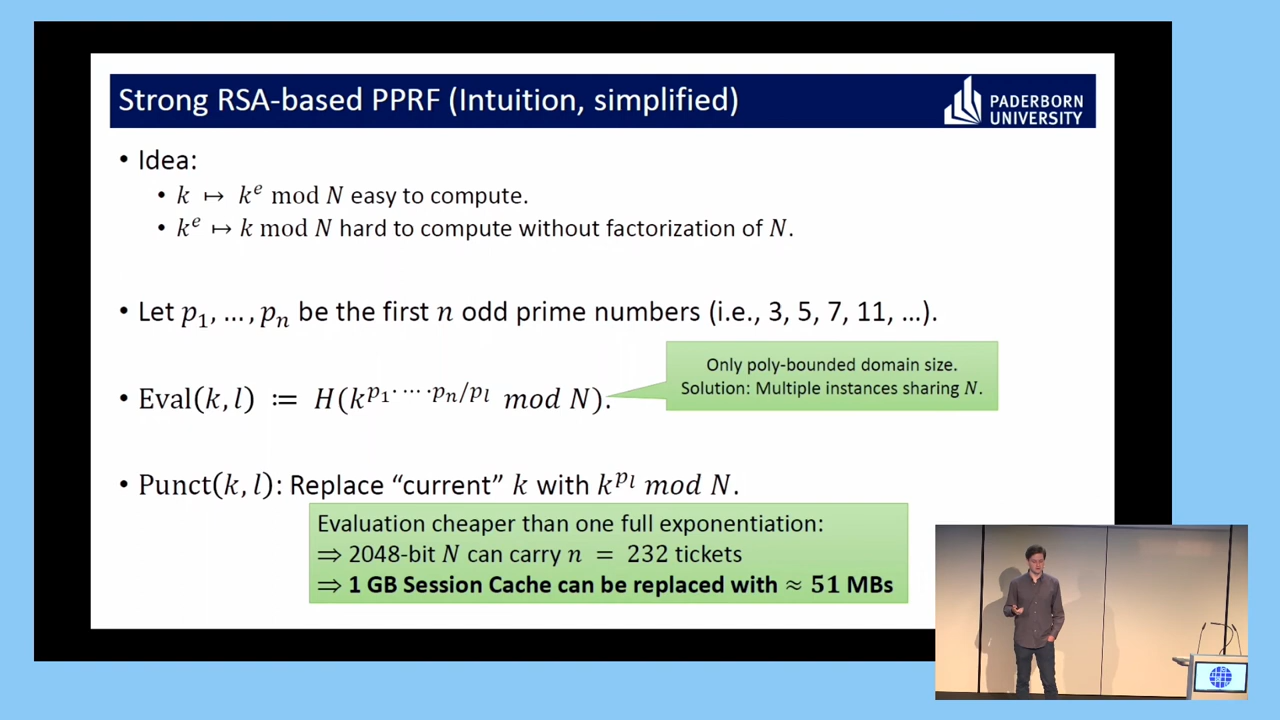 Strong RSA-based PPRF (Intuition, simplified)
PADERBORN
UNIVERSITY
• Idea:
• k ↦ k^e mod N easy to compute.
• k^e ↦ k mod N hard to compute without factorization of N.
• Let p_1, …, p_n be the first n odd prime numbers (i.e., 3, 5, 7, 11, …).
Only poly-bounded domain size.
Solution: Multiple instances sharing N.
• Eval(k, l) ≔ H(k^{p_1· … ·p_n/p_l} mod N).
• Punct(k, l): Replace “current” k with k^{p_l} mod N.
Evaluation cheaper than one full exponentiation:
⇒ 2048-bit N can carry n = 232 tickets
⇒ 1 GB Session Cache can be replaced with ≈ 51 MBs